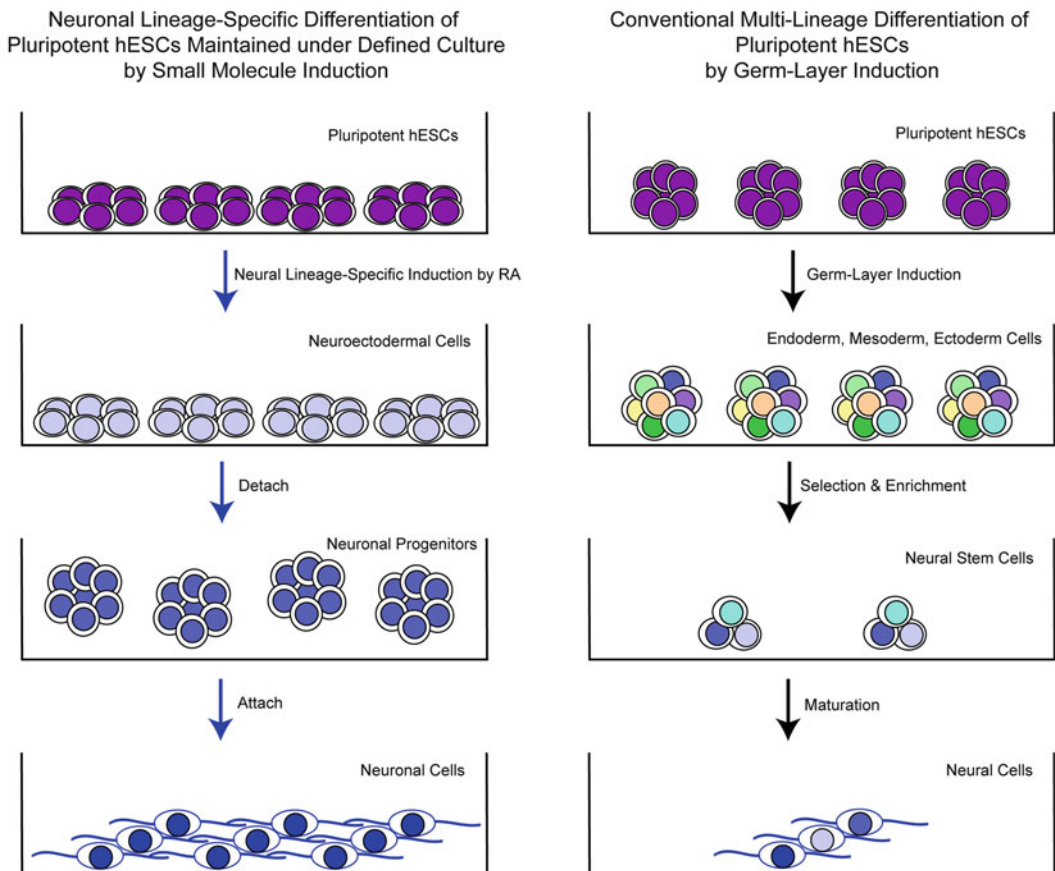 Neuronal Lineage-Specific Differentiation of
Pluripotent hESCs Maintained under Defined Culture
by Small Molecule Induction
Pluripotent hESCs
Neural Lineage-Specific Induction by RA
Neuroectodermal Cells
Detach
Neuronal Progenitors
Attach
Neuronal Cells
Conventional Multi-Lineage Differentiation of
Pluripotent hESCs
by Germ-Layer Induction
Pluripotent hESCs
Germ-Layer Induction
Endoderm, Mesoderm, Ectoderm Cells
Selection & Enrichment
Neural Stem Cells
Maturation
Neural Cells